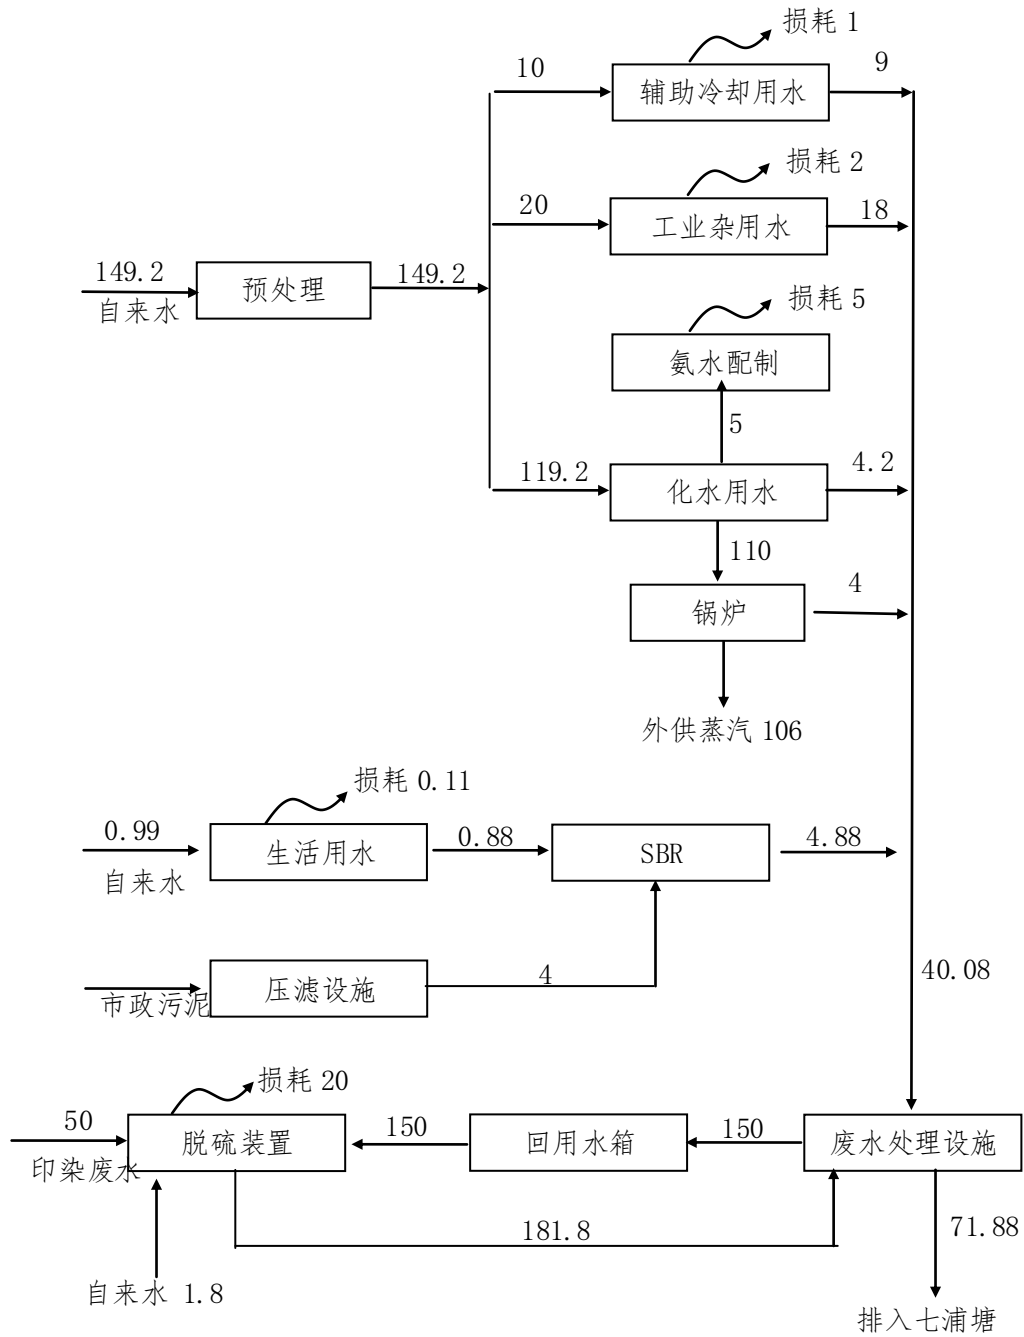 损耗 1
10
辅助冷却用水
9
损耗 2
20
工业杂用水
18
149.2
自来水
预处理
149.2
损耗 5
氨水配制
5
119.2
化水用水
4.2
110
锅炉
4
外供蒸汽 106
损耗 0.11
0.99
自来水
生活用水
0.88
SBR
4.88
市政污泥
压滤设施
4
40.08
损耗 20
50
印染废水
脱硫装置
150
回用水箱
150
废水处理设施
181.8
71.88
自来水 1.8
排入七浦塘